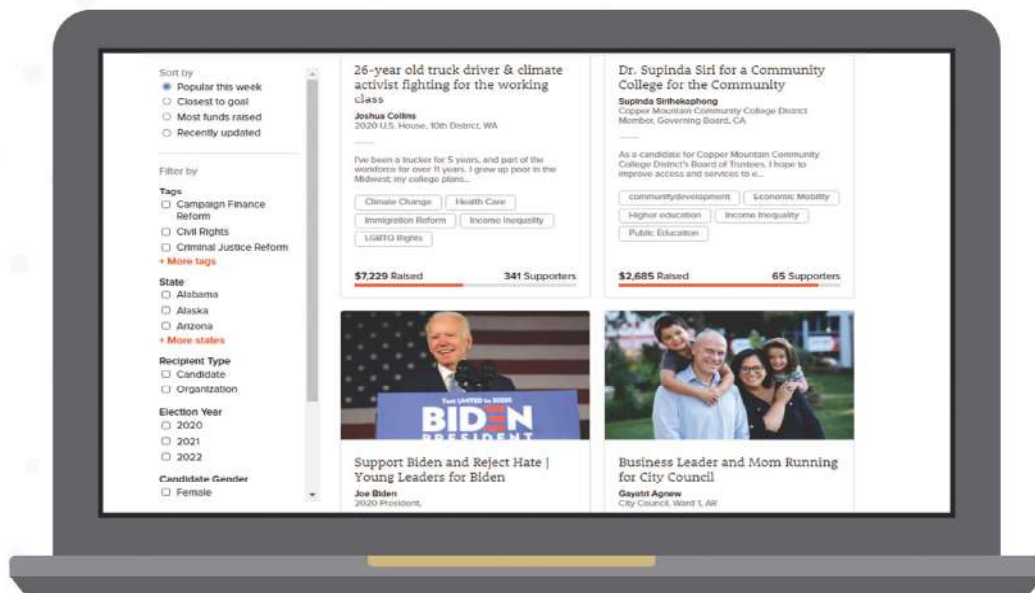 Sort by
Popular this week
Closest to goal
Most funds raised
Recently updated
Filter by
Tags
Campaign Finance
Reform
Civil Rights
Criminal Justice Reform
+ More tags
State
Alabama
Alaska
Arizona
+ More states
Recipient Type
Candidate
Organization
Election Year
2020
2021
2022
Candidate Gender
Female
26-year old truck driver & climate
activist fighting for the working
class
Joshua Collins
2020 U.S. House, 10th District, WA
I've been a trucker for 5 years, and part of the
workforce for over 11 years. I grew up poor in the
Midwest; my college plans...
Climate Change
Health Care
Immigration Reform
Income Inequality
LGBTQ Rights
$7,229 Raised
341 Supporters
Dr. Supinda Siri for a Community
College for the Community
Supinda Sirihekaphong
Copper Mountain Community College District
Member, Governing Board, CA
As a candidate for Copper Mountain Community
College District's Board of Trustees, I hope to
improve access and services to e...
communitydevelopment
Economic Mobility
Higher education
Income Inequality
Public Education
$2,685 Raised
65 Supporters
Text UNITED to 30330
BIDEN
PRESIDENT
Support Biden and Reject Hate |
Young Leaders for Biden
Joe Biden
2020 President,
Business Leader and Mom Running
for City Council
Gayatri Agnew
City Council, Ward 1, AR